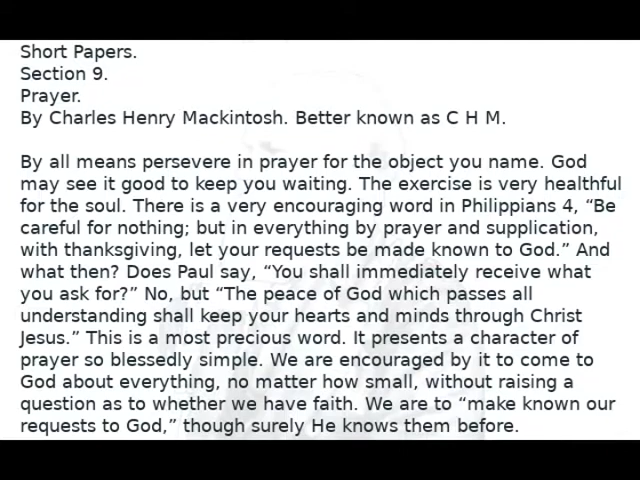 Short Papers.
Section 9.
Prayer.
By Charles Henry Mackintosh. Better known as C H M.
By all means persevere in prayer for the object you name. God
may see it good to keep you waiting. The exercise is very healthful
for the soul. There is a very encouraging word in Philippians 4, “Be
careful for nothing; but in everything by prayer and supplication,
with thanksgiving, let your requests be made known to God.” And
what then? Does Paul say, “You shall immediately receive what
you ask for?” No, but “The peace of God which passes all
understanding shall keep your hearts and minds through Christ
Jesus.” This is a most precious word. It presents a character of
prayer so blessedly simple. We are encouraged by it to come to
God about everything, no matter how small, without raising a
question as to whether we have faith. We are to “make known our
requests to God,” though surely He knows them before.